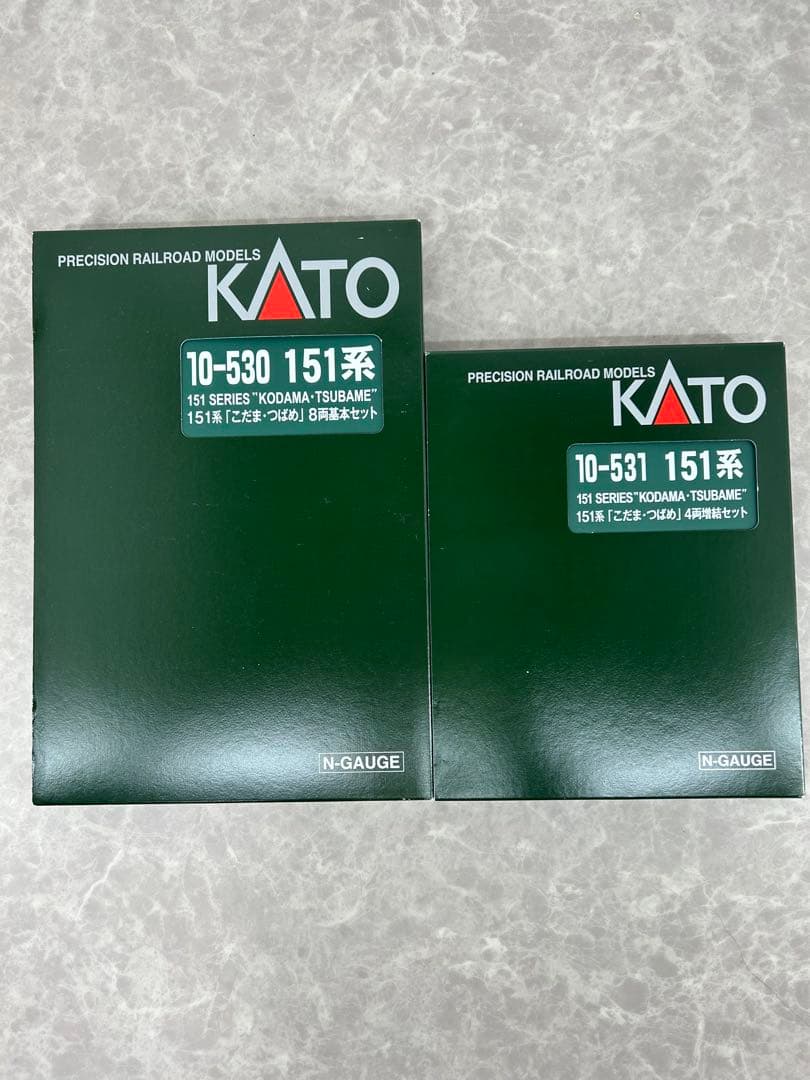 PRECISION RAILROAD MODELS
KATO
10-530 151系
151 SERIES "KODAMA・TSUBAME"
151系「こだま・つばめ」8両基本セット
N-GAUGE
PRECISION RAILROAD MODELS
KATO
10-531 151系
151 SERIES"KODAMA・TSUBAME"
151系「こだま・つばめ」4両増結セット
N-GAUGE